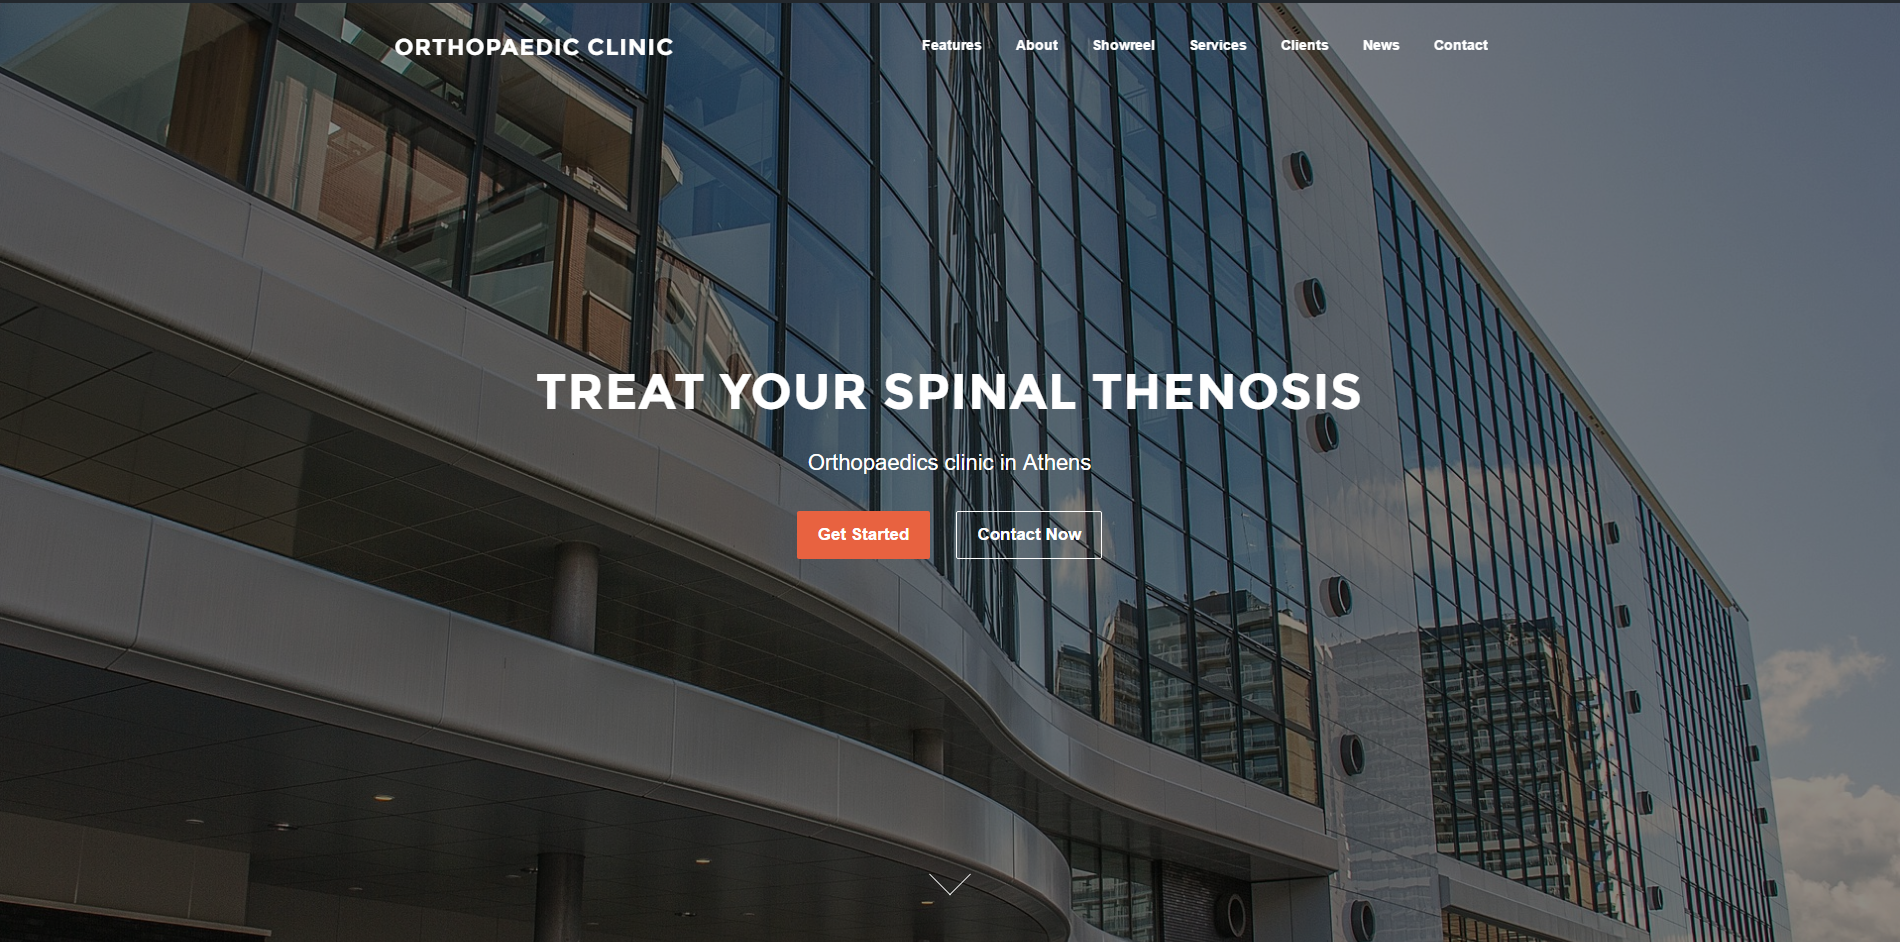 ORTHOPAEDIC CLINIC
Features About Showreel Services Clients News Contact
TREAT YOUR SPINAL THENOSIS
Orthopaedics clinic in Athens
Get Started Contact Now